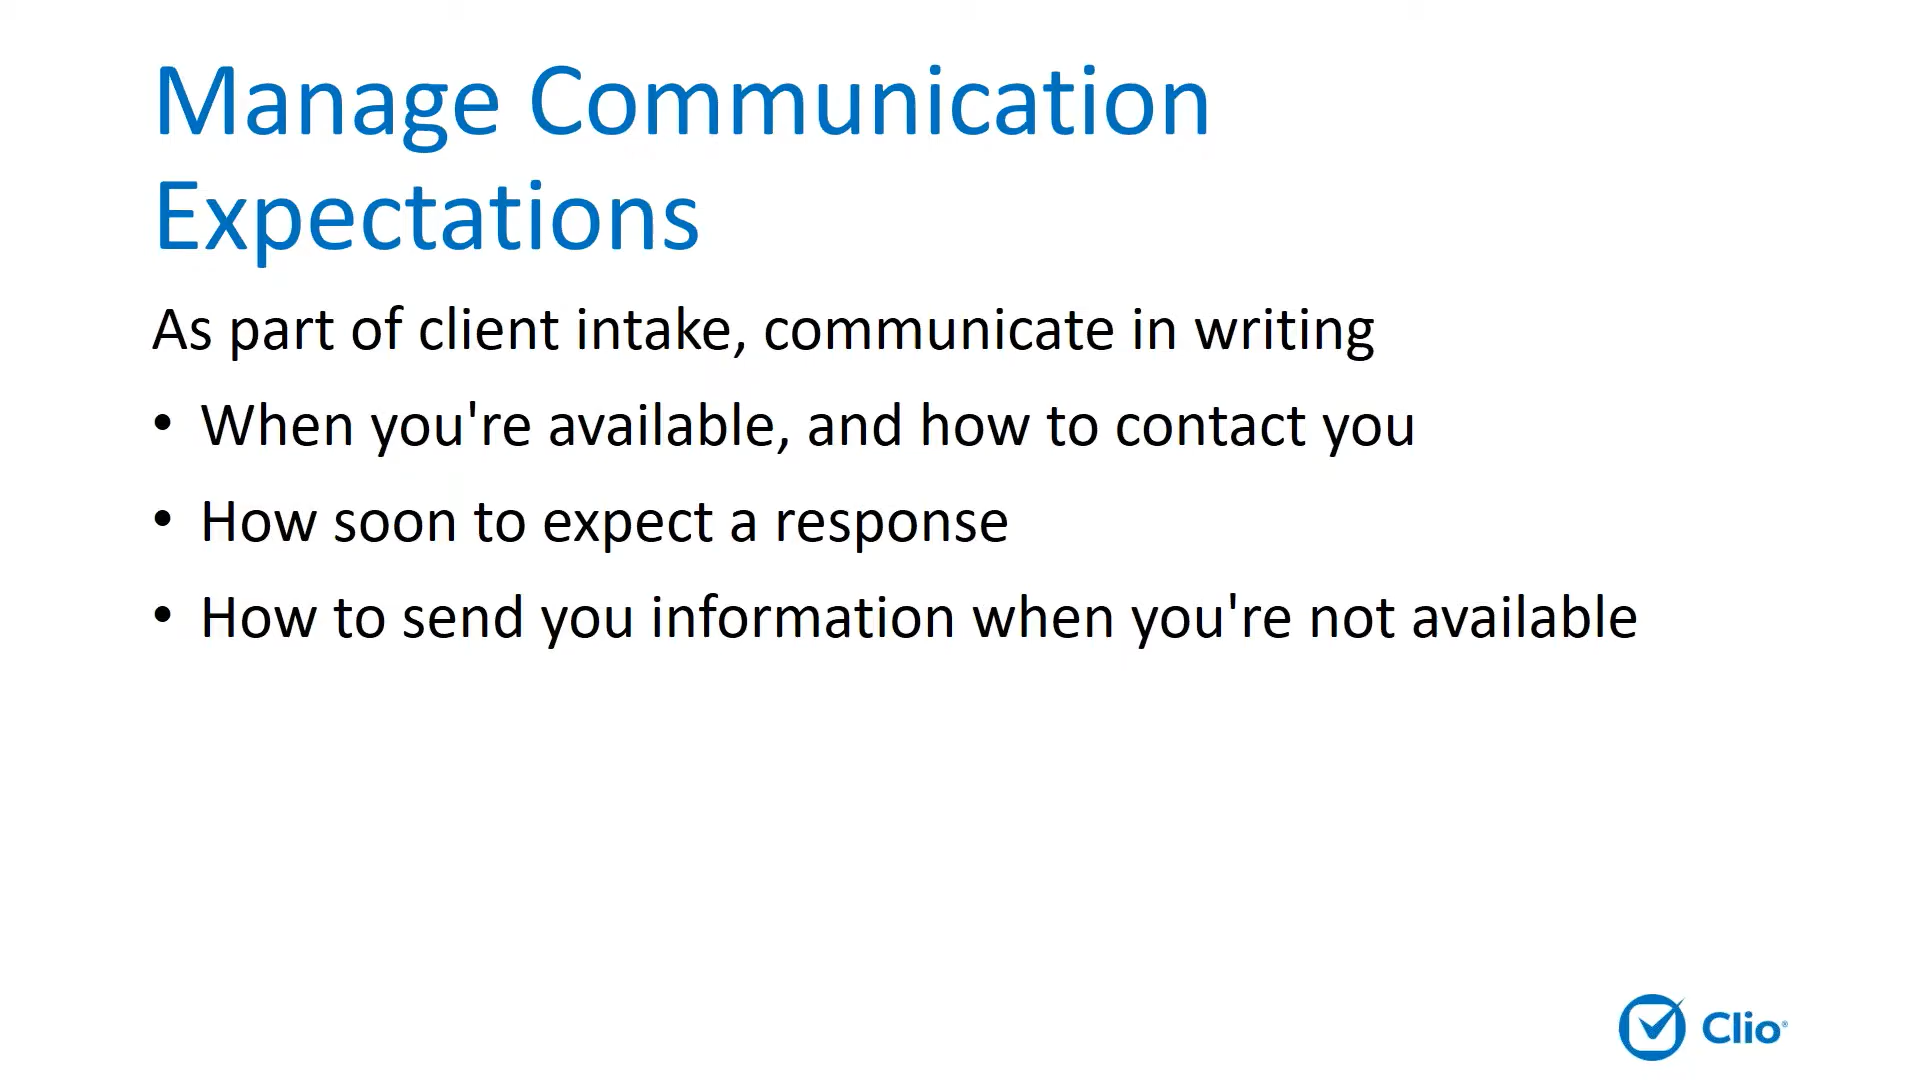 Manage Communication
Expectations
As part of client intake, communicate in writing
• When you're available, and how to contact you
• How soon to expect a response
• How to send you information when you're not available
Clio®